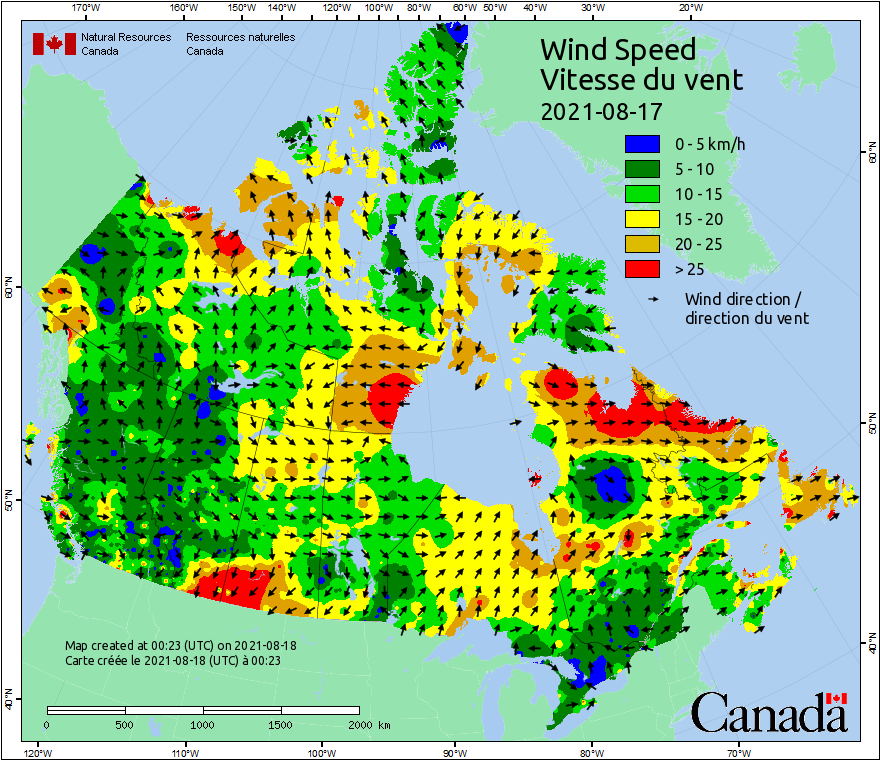 170°W 160°W 150°W 140°W 130°W 120°W 110°W 100°W 90°W 80°W 70°W 60°W 50°W 40°W 30°W 20°W
Natural Resources Ressources naturelles
Canada Canada
Wind Speed
Vitesse du vent
2021-08-17
0 - 5 km/h
5 - 10
10 - 15
15 - 20
20 - 25
> 25
Wind direction /
direction du vent
60°N
50°N
40°N
60°N
50°N
40°N
Map created at 00:23 (UTC) on 2021-08-18
Carte créée le 2021-08-18 (UTC) à 00:23
0 500 1000 1500 2000 km
Canada
120°W 110°W 100°W 90°W 80°W 70°W